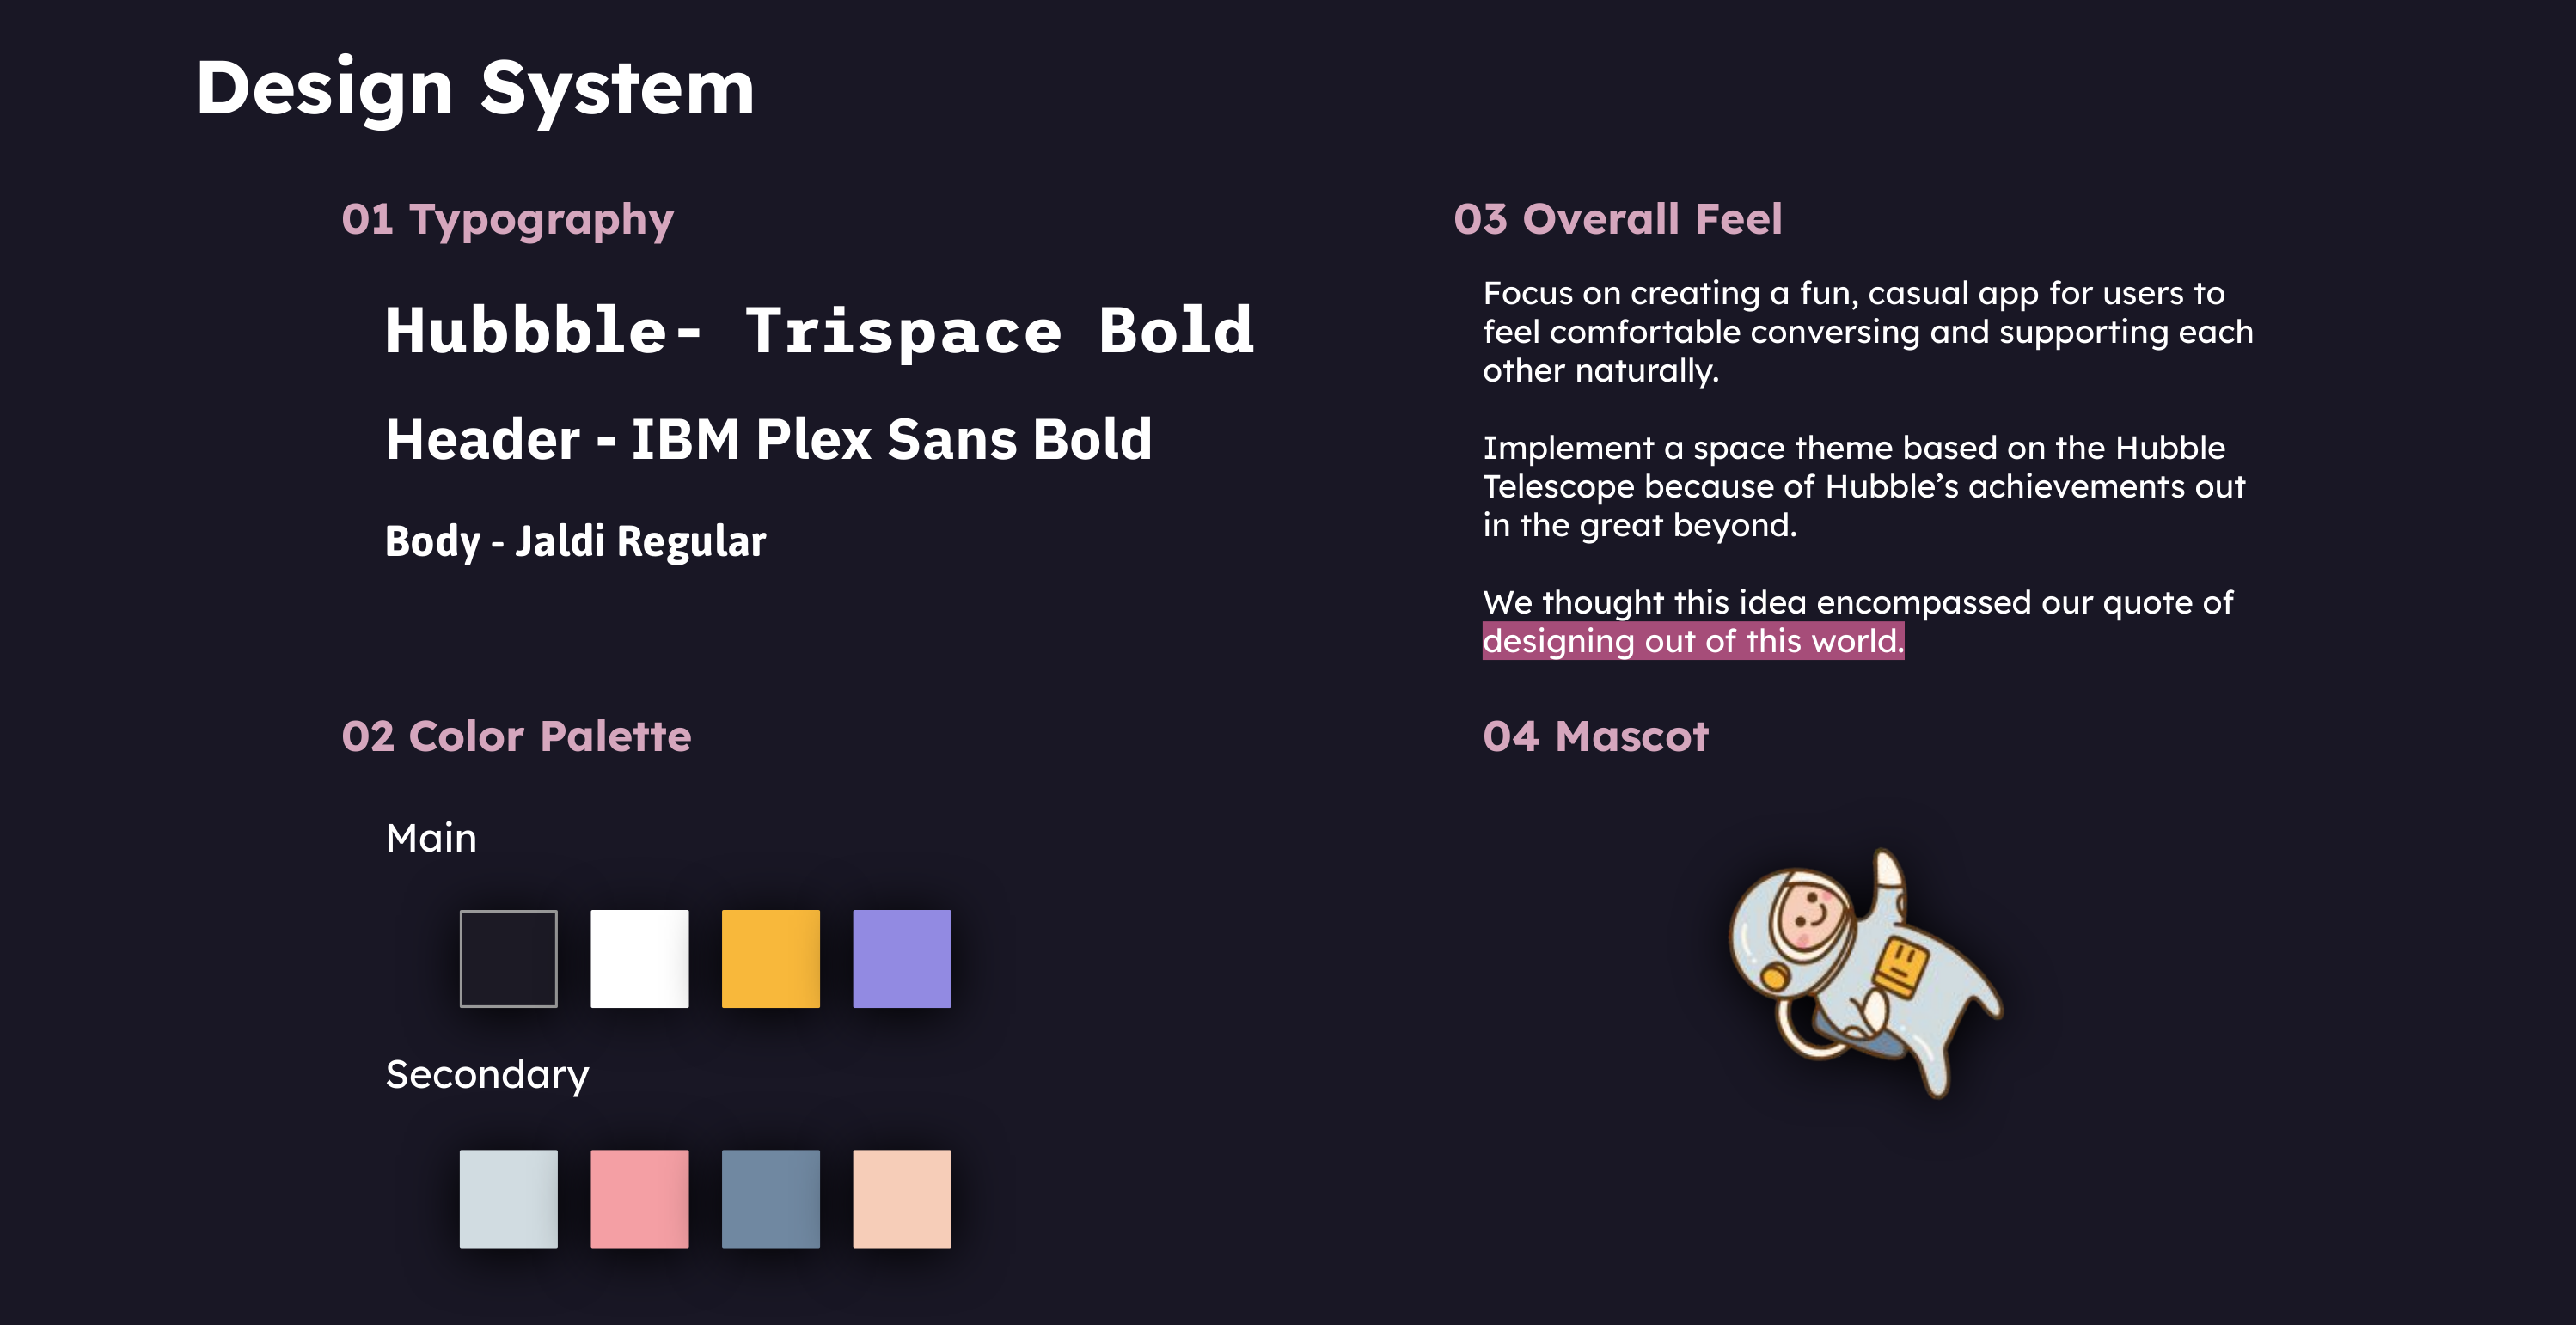 Design System
01 Typography
Hubbble- Trispace Bold
Header - IBM Plex Sans Bold
Body - Jaldi Regular
02 Color Palette
Main
Secondary
03 Overall Feel
Focus on creating a fun, casual app for users to
feel comfortable conversing and supporting each
other naturally.
Implement a space theme based on the Hubble
Telescope because of Hubble’s achievements out
in the great beyond.
We thought this idea encompassed our quote of
designing out of this world.
04 Mascot